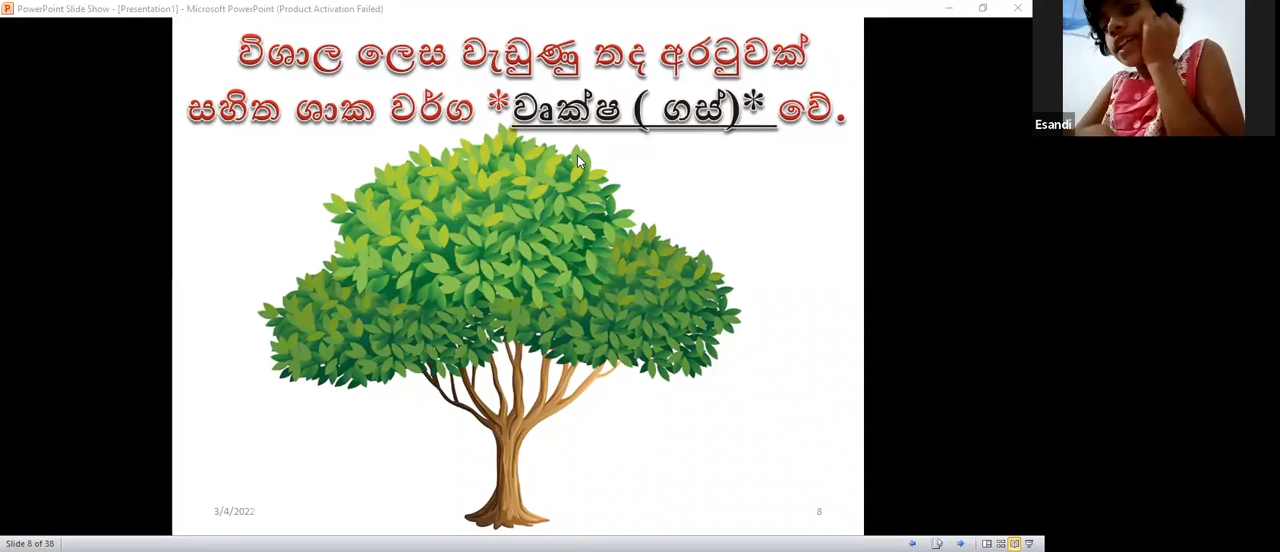 PowerPoint Slide Show - [Presentation1] - Microsoft PowerPoint (Product Activation Failed)
විශාල ලෙස වැඩුණු තද අරටුවක්
සහිත ශාක වර්ග *වෘක්ෂ ( ගස්)* වේ.
Esandi
3/4/2022
8
Slide 8 of 38